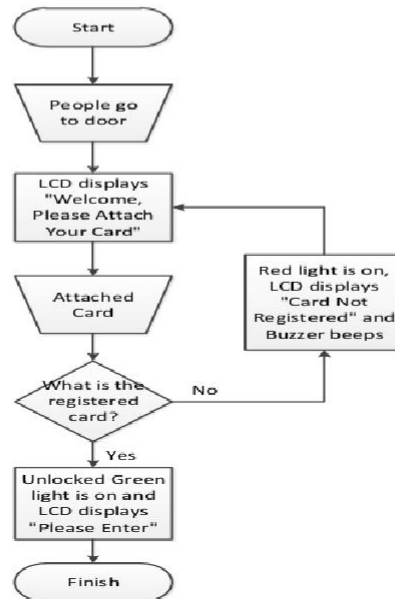 Start
People go
to door
LCD displays
"Welcome,
Please Attach
Your Card"
Attached
Card
What is the
registered
card?
No
Red light is on,
LCD displays
"Card Not
Registered" and
Buzzer beeps
Yes
Unlocked Green
light is on and
LCD displays
"Please Enter"
Finish